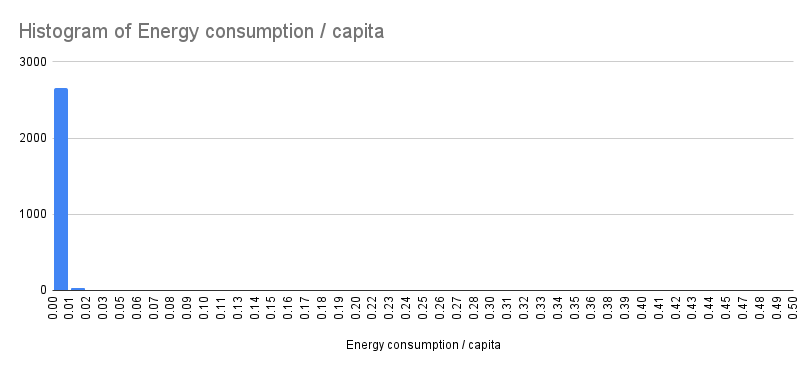 Histogram of Energy consumption / capita
3000
2000
1000
0
0.00 0.01 0.02 0.03 0.05 0.06 0.07 0.08 0.09 0.10 0.11 0.13 0.14 0.15 0.16 0.17 0.18 0.19 0.20 0.22 0.23 0.24 0.25 0.26 0.27 0.28 0.30 0.31 0.32 0.33 0.34 0.35 0.36 0.38 0.39 0.40 0.41 0.42 0.43 0.44 0.45 0.47 0.48 0.49 0.50
Energy consumption / capita